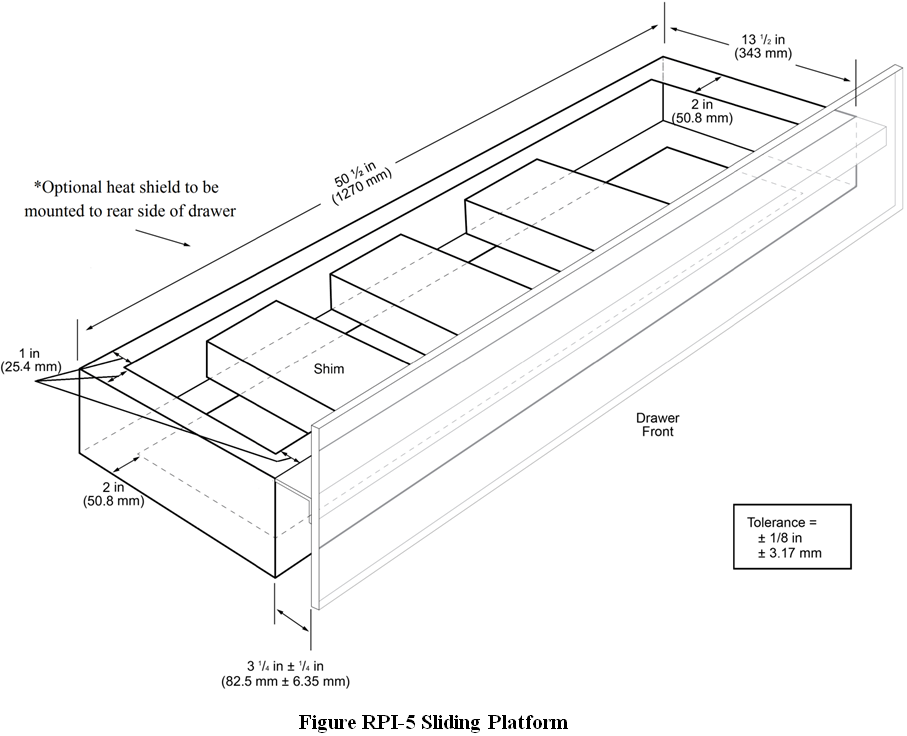 13 1/2 in
(343 mm)
2 in
(50.8 mm)
50 ½ in
(1270 mm)
*Optional heat shield to be
mounted to rear side of drawer
1 in
(25.4 mm)
Shim
Drawer
Front
2 in
(50.8 mm)
Tolerance =
± 1/8 in
± 3.17 mm
3 1/4 in ± 1/4 in
(82.5 mm ± 6.35 mm)
Figure RPI-5 Sliding Platform